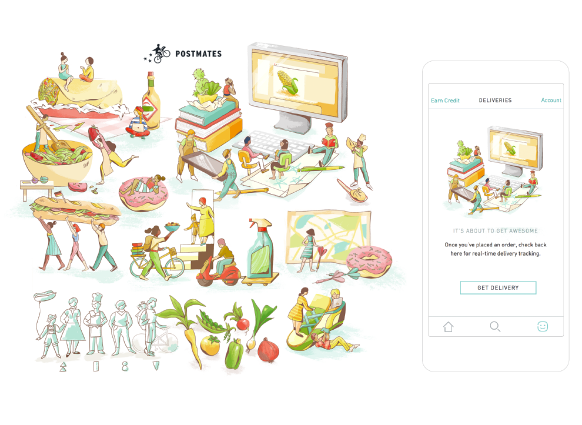 POSTMATES
Earn Credit
DELIVERIES
Account
IT'S ABOUT TO GET AWESOME
Once you've placed an order, check back
here for real-time delivery tracking.
GET DELIVERY